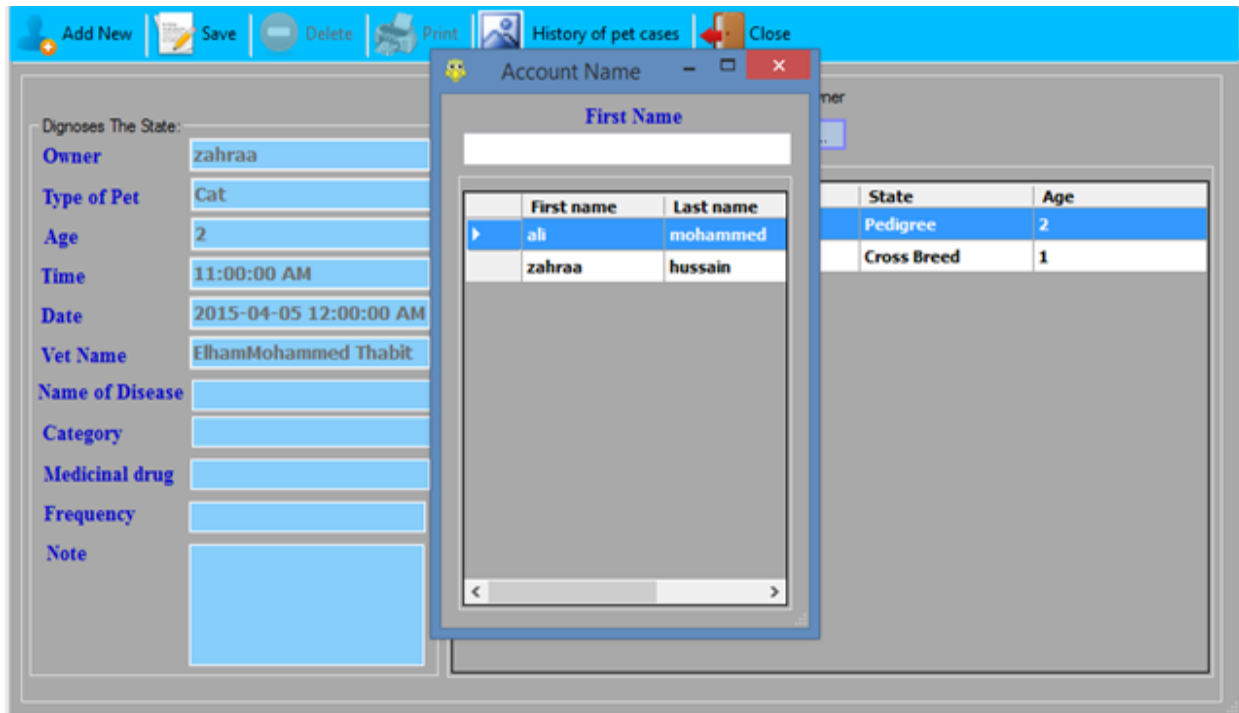 Add New Save Delete Print History of pet cases Close
Account Name
First Name
First name Last name
ali mohammed
zahraa hussain
Dignoses The State:
Owner zahraa
Type of Pet Cat
Age 2
Time 11:00:00 AM
Date 2015-04-05 12:00:00 AM
Vet Name ElhamMohammed Thabit
Name of Disease
Category
Medicinal drug
Frequency
Note
State Age
Pedigree 2
Cross Breed 1